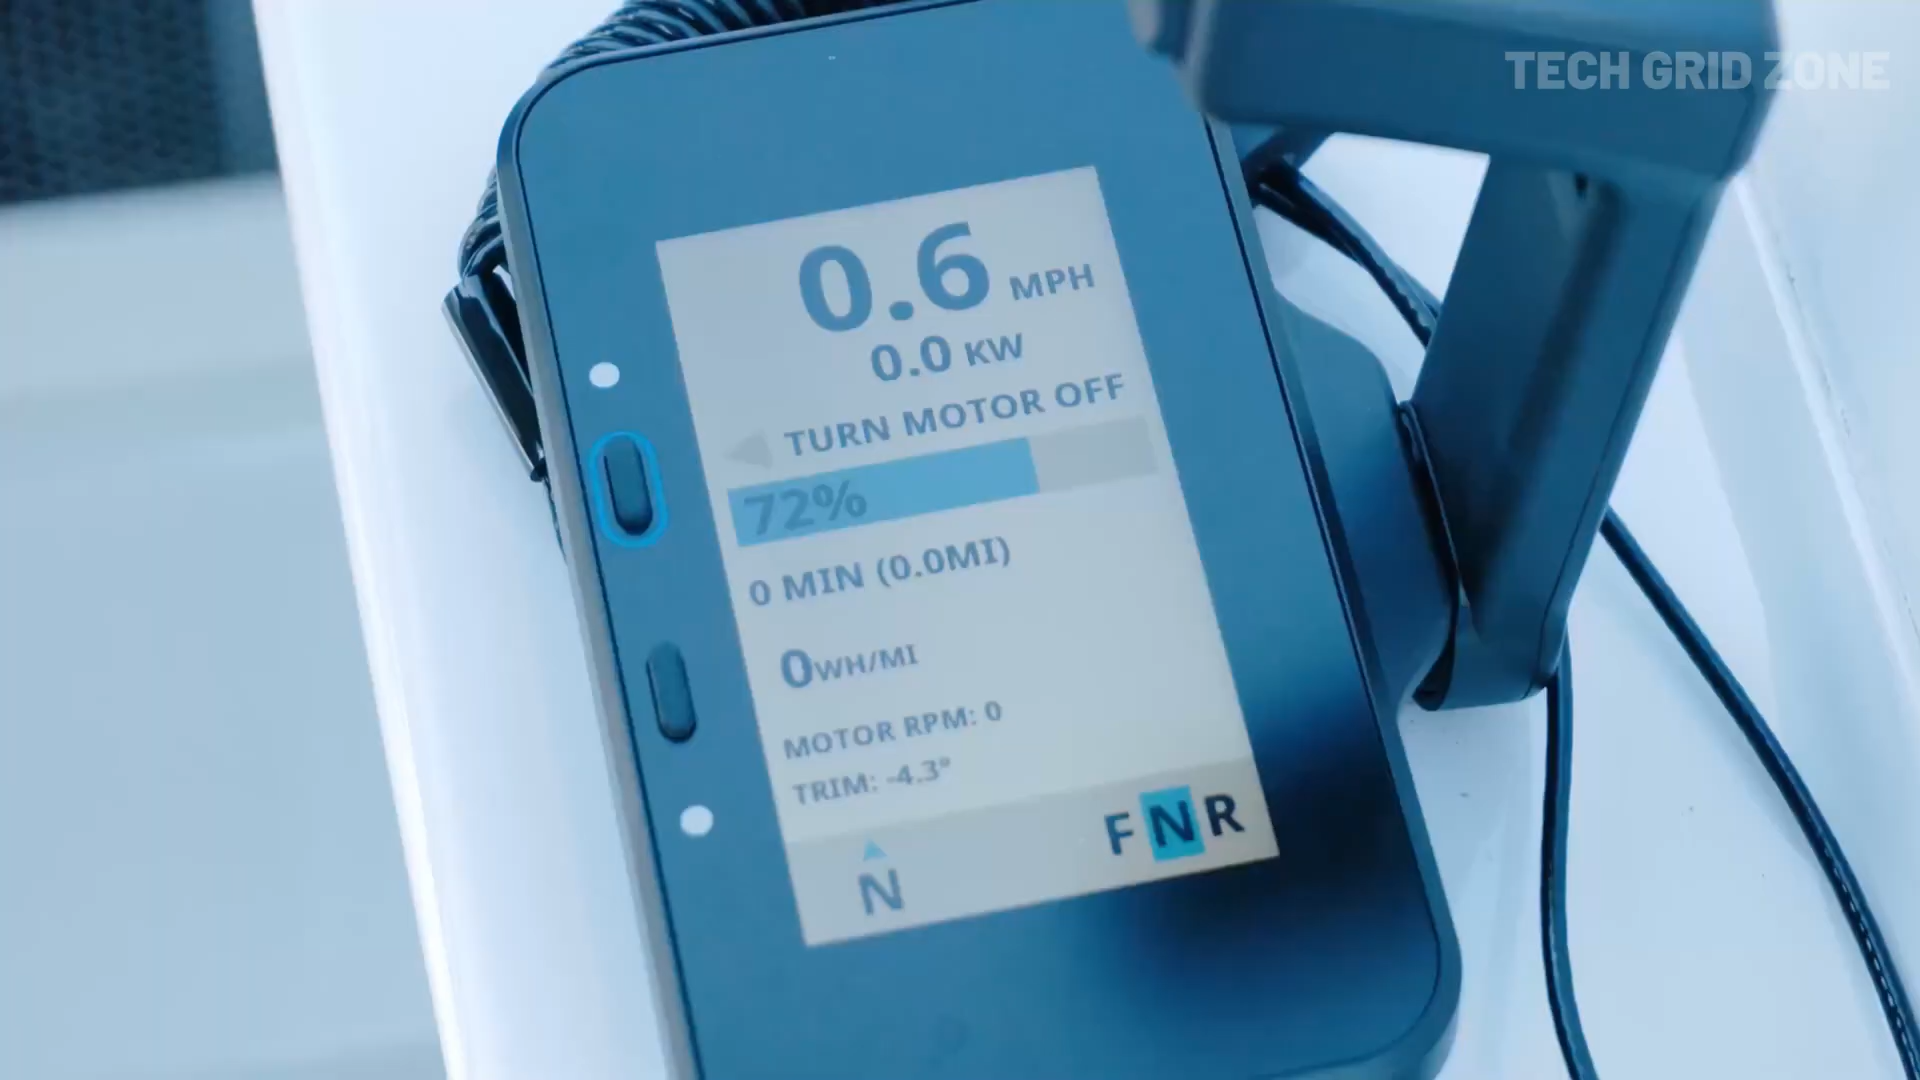 TECH GRID ZONE
0.6 MPH
0.0 KW
TURN MOTOR OFF
72%
0 MIN (0.0MI)
0WH/MI
MOTOR RPM: 0
TRIM: -4.3°
F N R
N